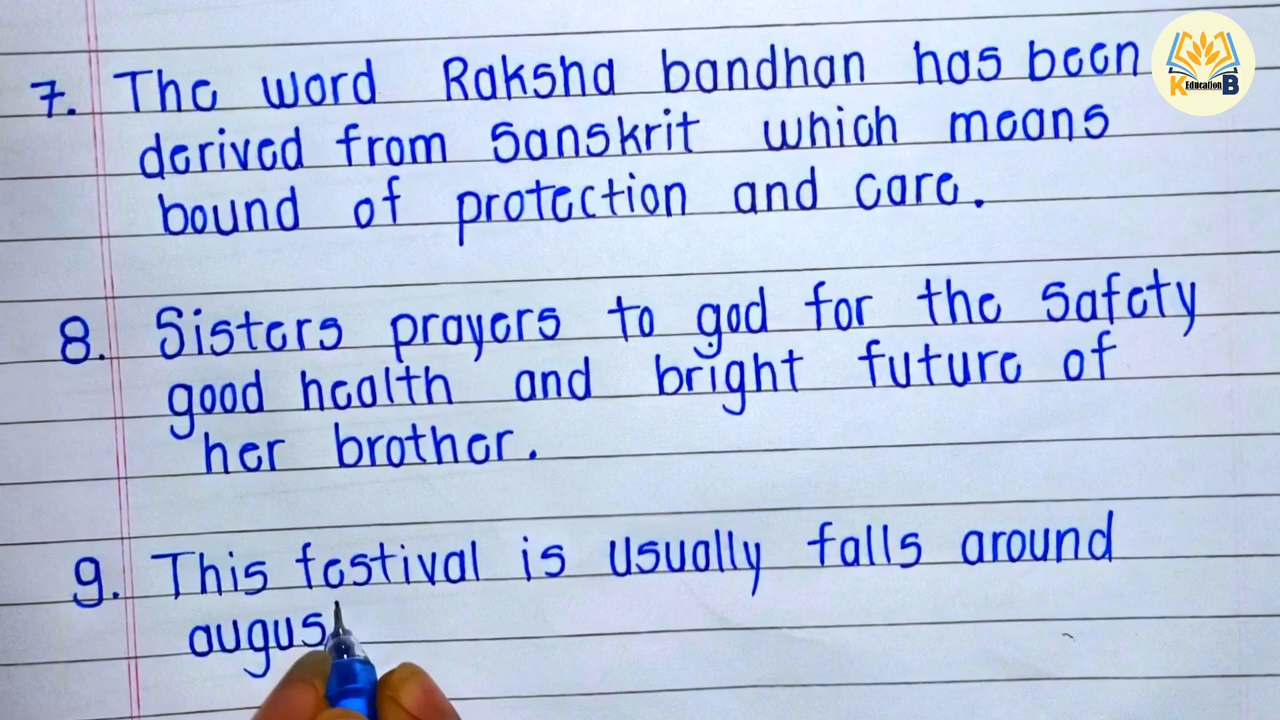 7. The word Raksha bandhan has been
derived from Sanskrit which means
bound of protection and care.
8. Sisters prayers to god for the safety
good health and bright future of
her brother.
9. This festival is usually falls around
augus
K Education B